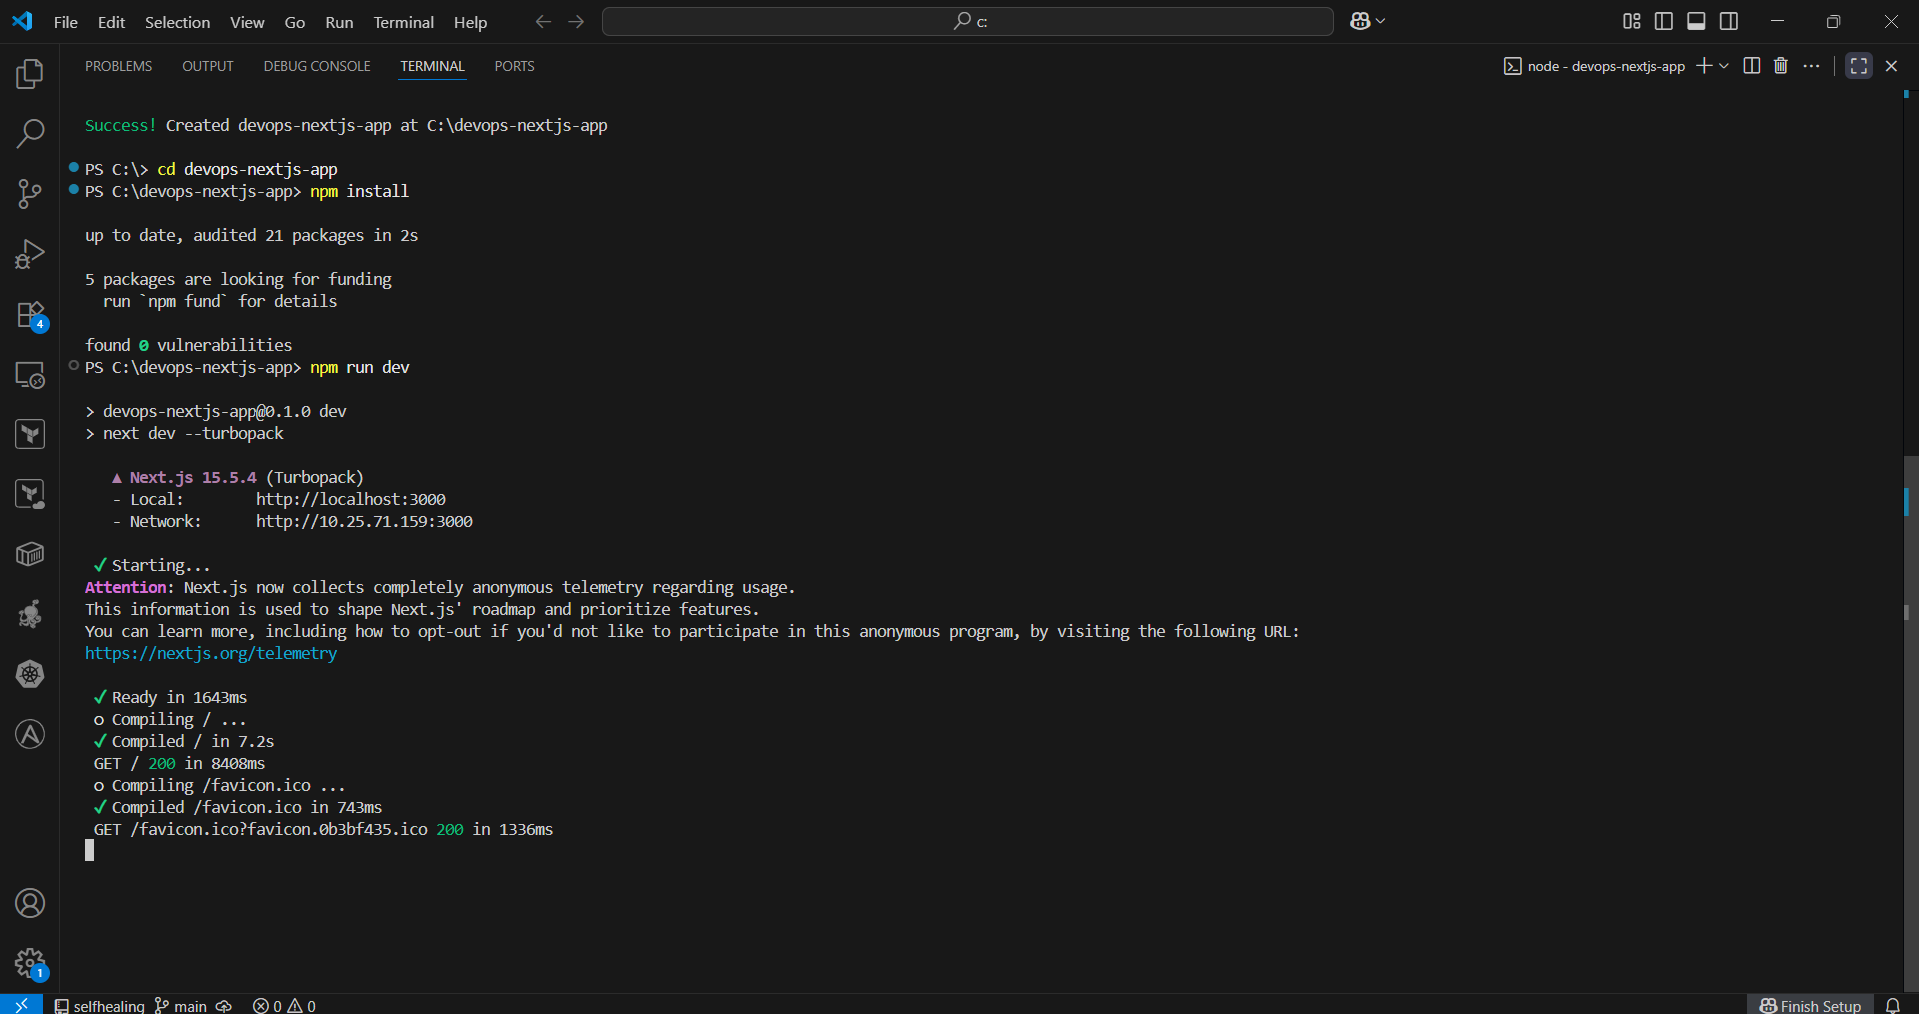 File Edit Selection View Go Run Terminal Help
c:
PROBLEMS OUTPUT DEBUG CONSOLE TERMINAL PORTS
node - devops-nextjs-app
Success! Created devops-nextjs-app at C:\devops-nextjs-app
PS C:\> cd devops-nextjs-app
PS C:\devops-nextjs-app> npm install
up to date, audited 21 packages in 2s
5 packages are looking for funding
run `npm fund` for details
found 0 vulnerabilities
PS C:\devops-nextjs-app> npm run dev
> devops-nextjs-app@0.1.0 dev
> next dev --turbopack
▲ Next.js 15.5.4 (Turbopack)
- Local: http://localhost:3000
- Network: http://10.25.71.159:3000
✓ Starting...
Attention: Next.js now collects completely anonymous telemetry regarding usage.
This information is used to shape Next.js' roadmap and prioritize features.
You can learn more, including how to opt-out if you'd not like to participate in this anonymous program, by visiting the following URL:
https://nextjs.org/telemetry
✓ Ready in 1643ms
○ Compiling / ...
✓ Compiled / in 7.2s
GET / 200 in 8408ms
○ Compiling /favicon.ico ...
✓ Compiled /favicon.ico in 743ms
GET /favicon.ico?favicon.0b3bf435.ico 200 in 1336ms
4
1
selfhealing main 0 0
Finish Setup